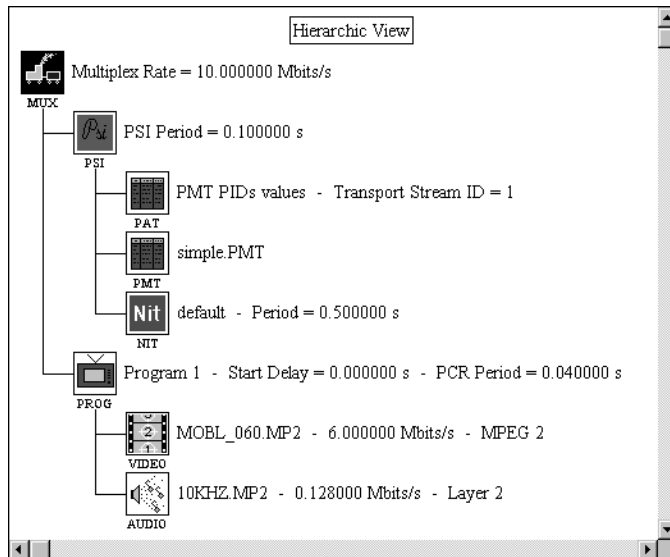 Hierarchic View
Multiplex Rate = 10.000000 Mbits/s
MUX
Psi
PSI Period = 0.100000 s
PSI
PMT PIDs values - Transport Stream ID = 1
PAT
simple.PMT
PMT
Nit
default - Period = 0.500000 s
NIT
Program 1 - Start Delay = 0.000000 s - PCR Period = 0.040000 s
PROG
2
1
MOBL_060.MP2 - 6.000000 Mbits/s - MPEG 2
VIDEO
10KHZ.MP2 - 0.128000 Mbits/s - Layer 2
AUDIO